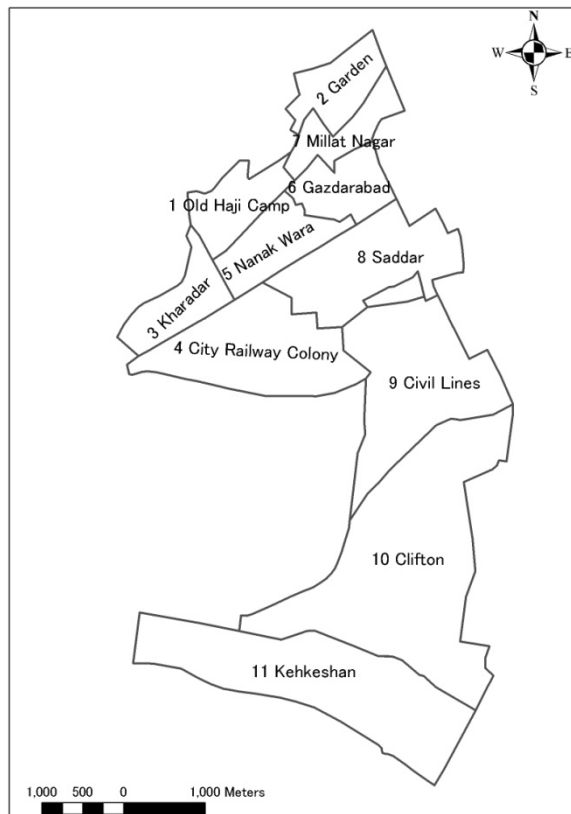 N
W E
S
2 Garden
7 Millat Nagar
6 Gazdarabad
1 Old Haji Camp
5 Nanak Wara
8 Saddar
3 Kharadar
4 City Railway Colony
9 Civil Lines
10 Clifton
11 Kehkeshan
1,000 500 0 1,000 Meters